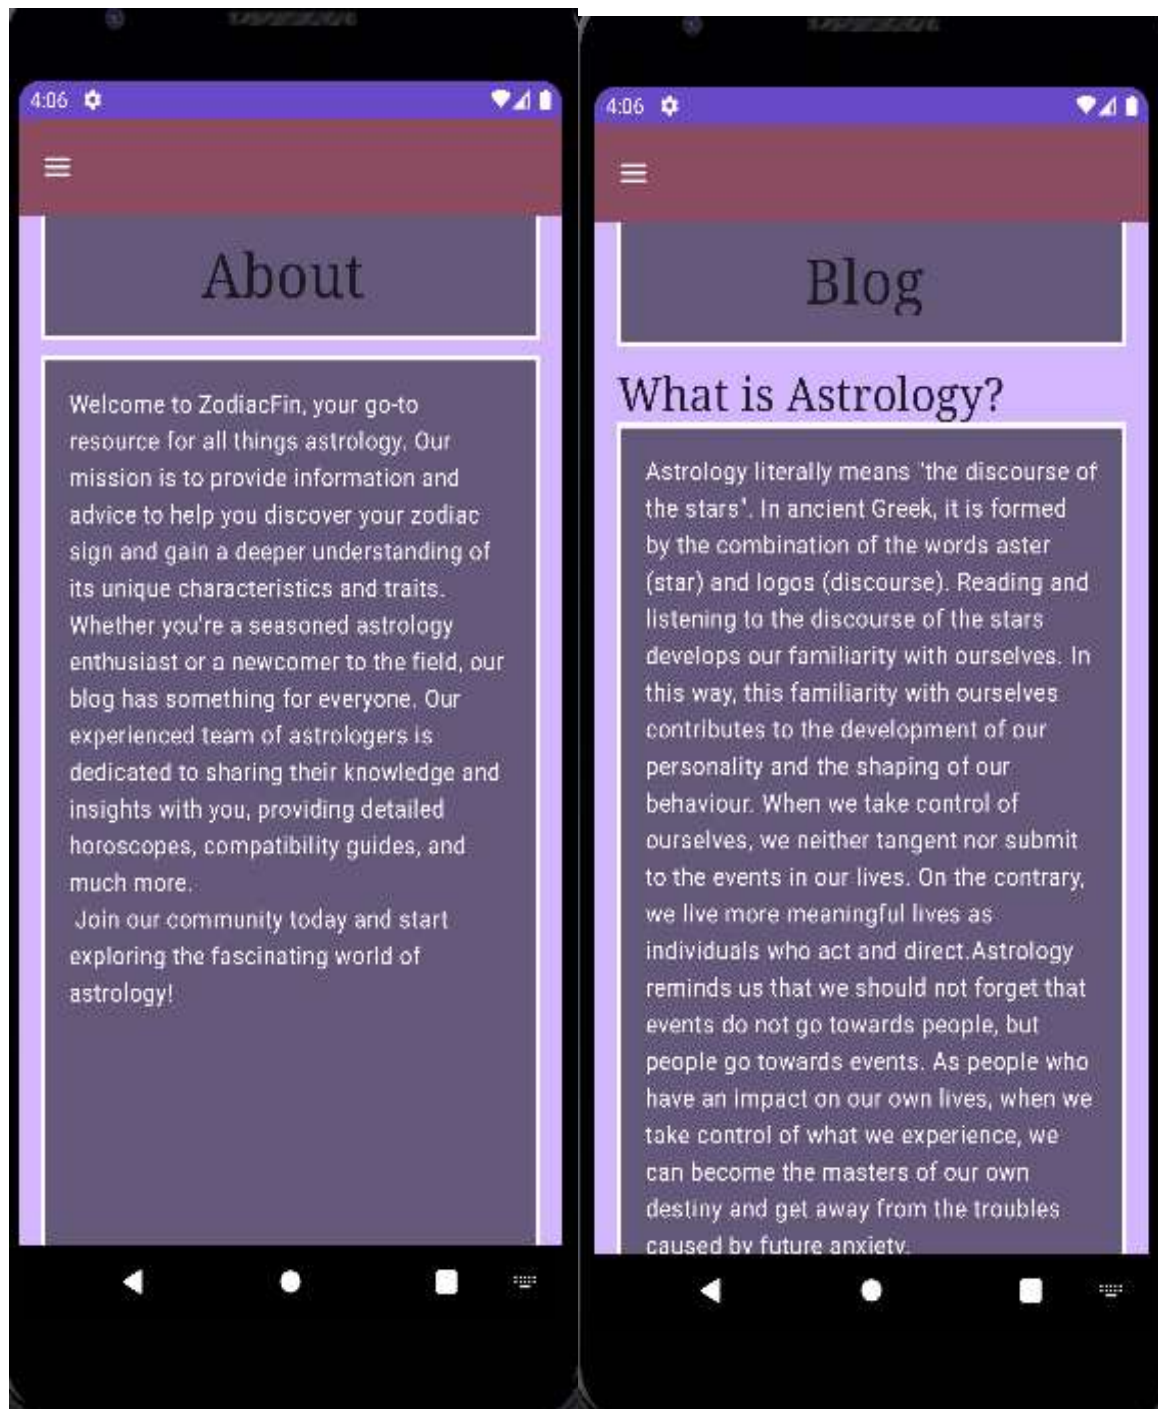 4:06
About
Welcome to ZodiacFin, your go-to
resource for all things astrology. Our
mission is to provide information and
advice to help you discover your zodiac
sign and gain a deeper understanding of
its unique characteristics and traits.
Whether you're a seasoned astrology
enthusiast or a newcomer to the field, our
blog has something for everyone. Our
experienced team of astrologers is
dedicated to sharing their knowledge and
insights with you, providing detailed
horoscopes, compatibility guides, and
much more.
Join our community today and start
exploring the fascinating world of
astrology!
4:06
Blog
What is Astrology?
Astrology literally means "the discourse of
the stars". In ancient Greek, it is formed
by the combination of the words aster
(star) and logos (discourse). Reading and
listening to the discourse of the stars
develops our familiarity with ourselves. In
this way, this familiarity with ourselves
contributes to the development of our
personality and the shaping of our
behaviour. When we take control of
ourselves, we neither tangent nor submit
to the events in our lives. On the contrary,
we live more meaningful lives as
individuals who act and direct.Astrology
reminds us that we should not forget that
events do not go towards people, but
people go towards events. As people who
have an impact on our own lives, when we
take control of what we experience, we
can become the masters of our own
destiny and get away from the troubles
caused by future anxiety.